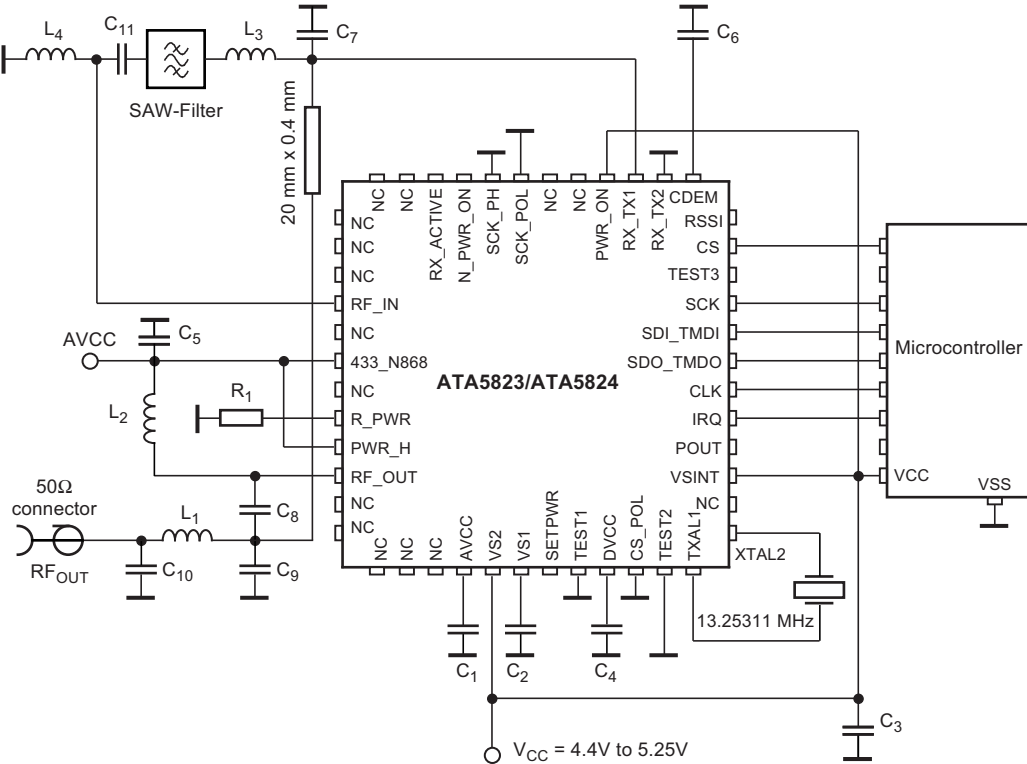 L4
C11
L3
C7
C6
SAW-Filter
20 mm x 0.4 mm
NC
NC
RX_ACTIVE
N_PWR_ON
SCK_PH
SCK_POL
NC
NC
PWR_ON
RX_TX1
RX_TX2
CDEM
NC
NC
NC
RF_IN
NC
433_N868
NC
R_PWR
PWR_H
RF_OUT
NC
NC
RSSI
CS
TEST3
SCK
SDI_TMDI
SDO_TMDO
CLK
IRQ
POUT
VSINT
NC
XTAL2
ATA5823/ATA5824
Microcontroller
VCC
VSS
AVCC
C5
L2
R1
50Ω
connector
L1
C8
RFOUT
C10
C9
NC
NC
NC
AVCC
VS2
VS1
SETPWR
TEST1
DVCC
CS_POL
TEST2
TXAL1
13.25311 MHz
C1
C2
C4
C3
VCC = 4.4V to 5.25V